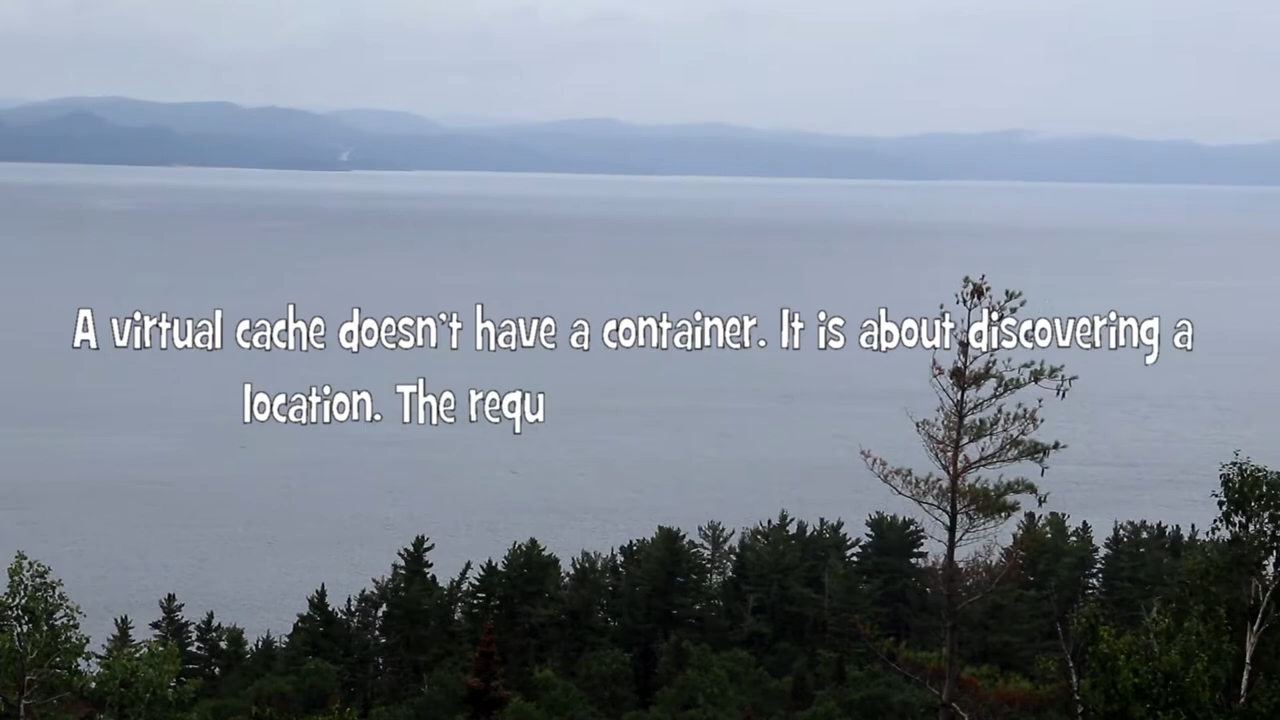 A virtual cache doesn't have a container. It is about discovering a
location. The requ